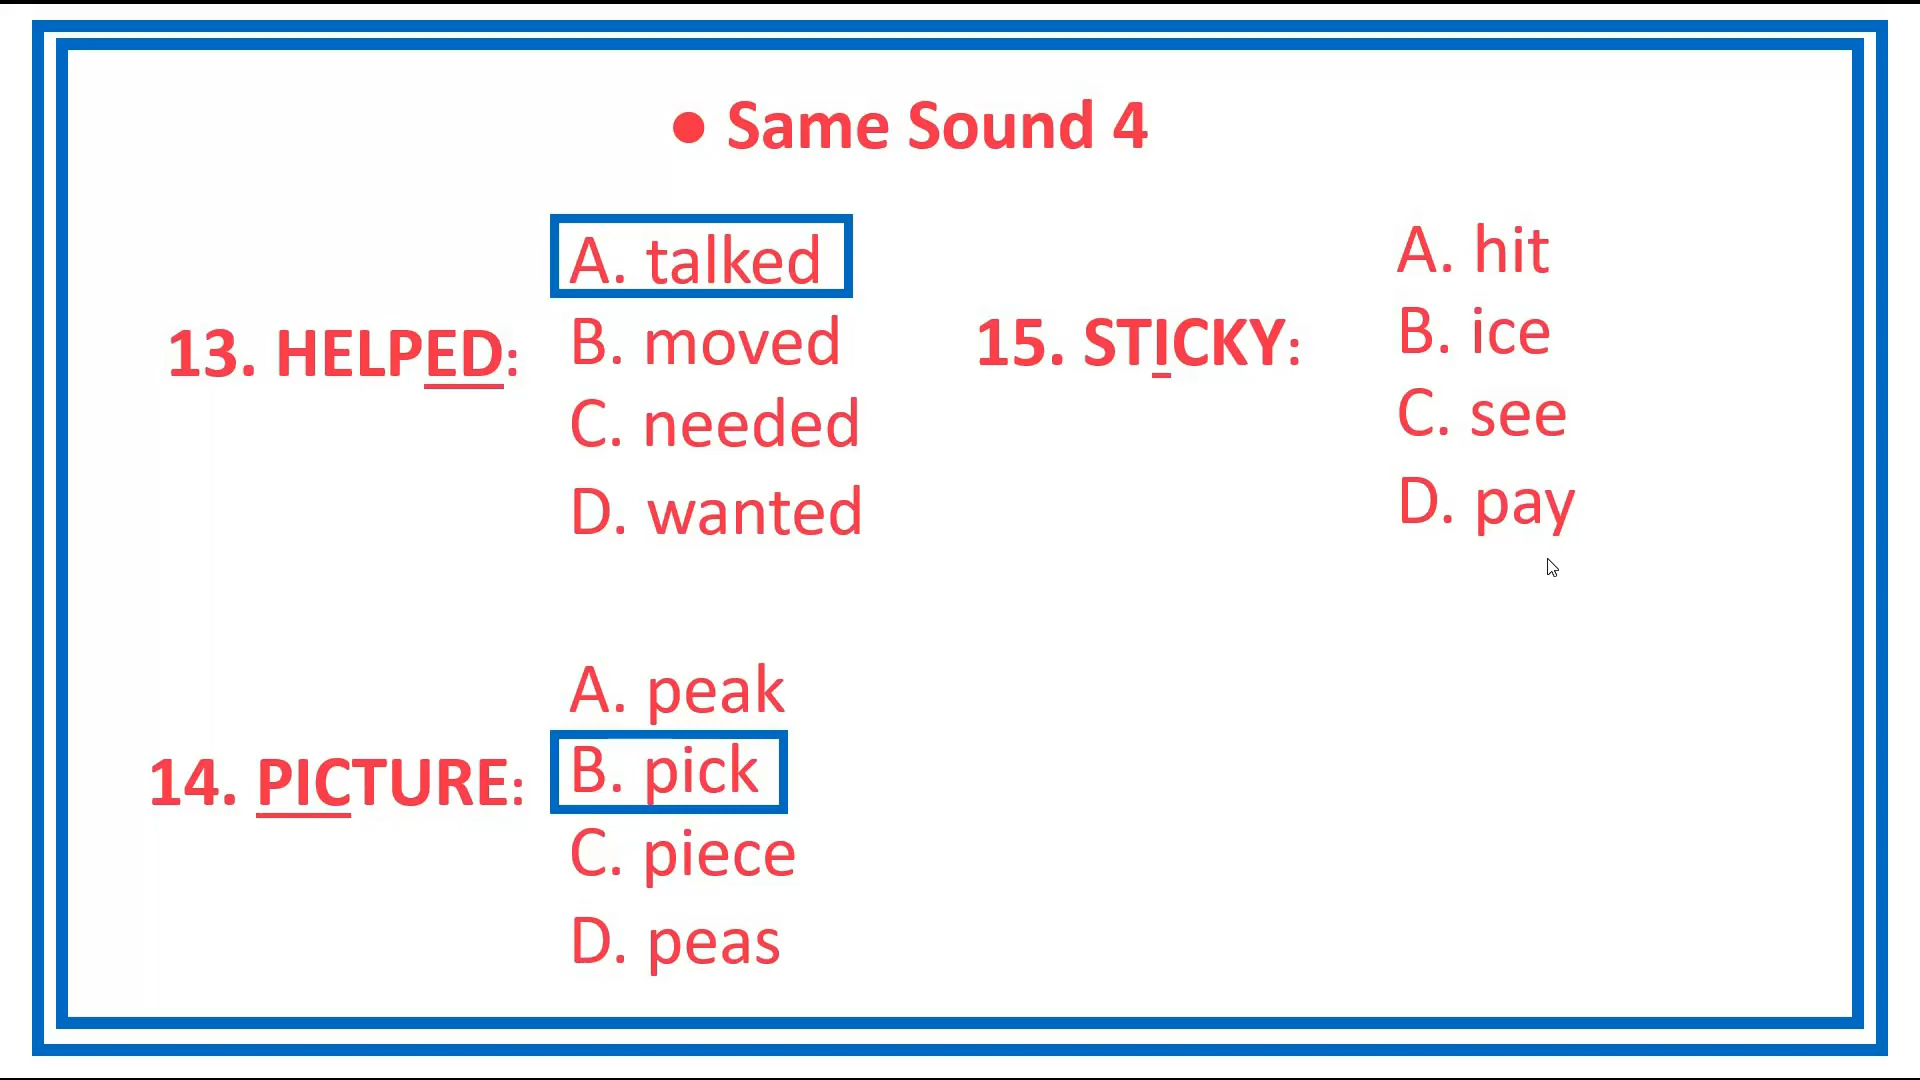 ● Same Sound 4
13. HELPED:
A. talked
B. moved
C. needed
D. wanted
14. PICTURE:
A. peak
B. pick
C. piece
D. peas
15. STICKY:
A. hit
B. ice
C. see
D. pay